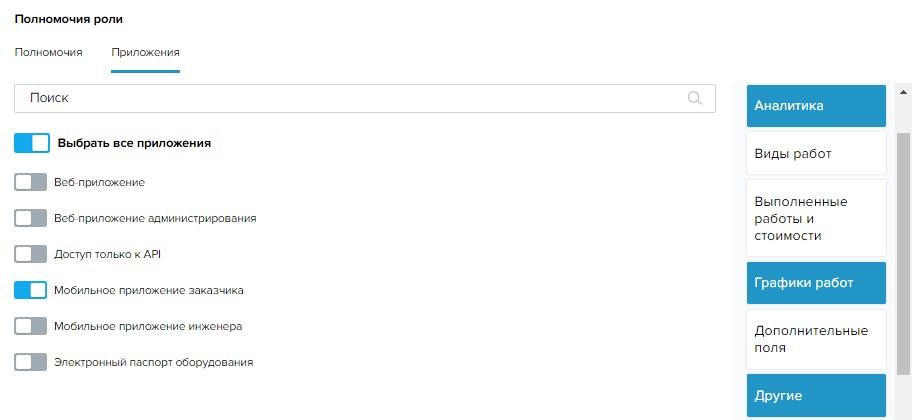 Полномочия роли
Полномочия
Приложения
Поиск
Выбрать все приложения
Веб-приложение
Веб-приложение администрирования
Доступ только к API
Мобильное приложение заказчика
Мобильное приложение инженера
Электронный паспорт оборудования
Аналитика
Виды работ
Выполненные
работы и
стоимости
Графики работ
Дополнительные
поля
Другие